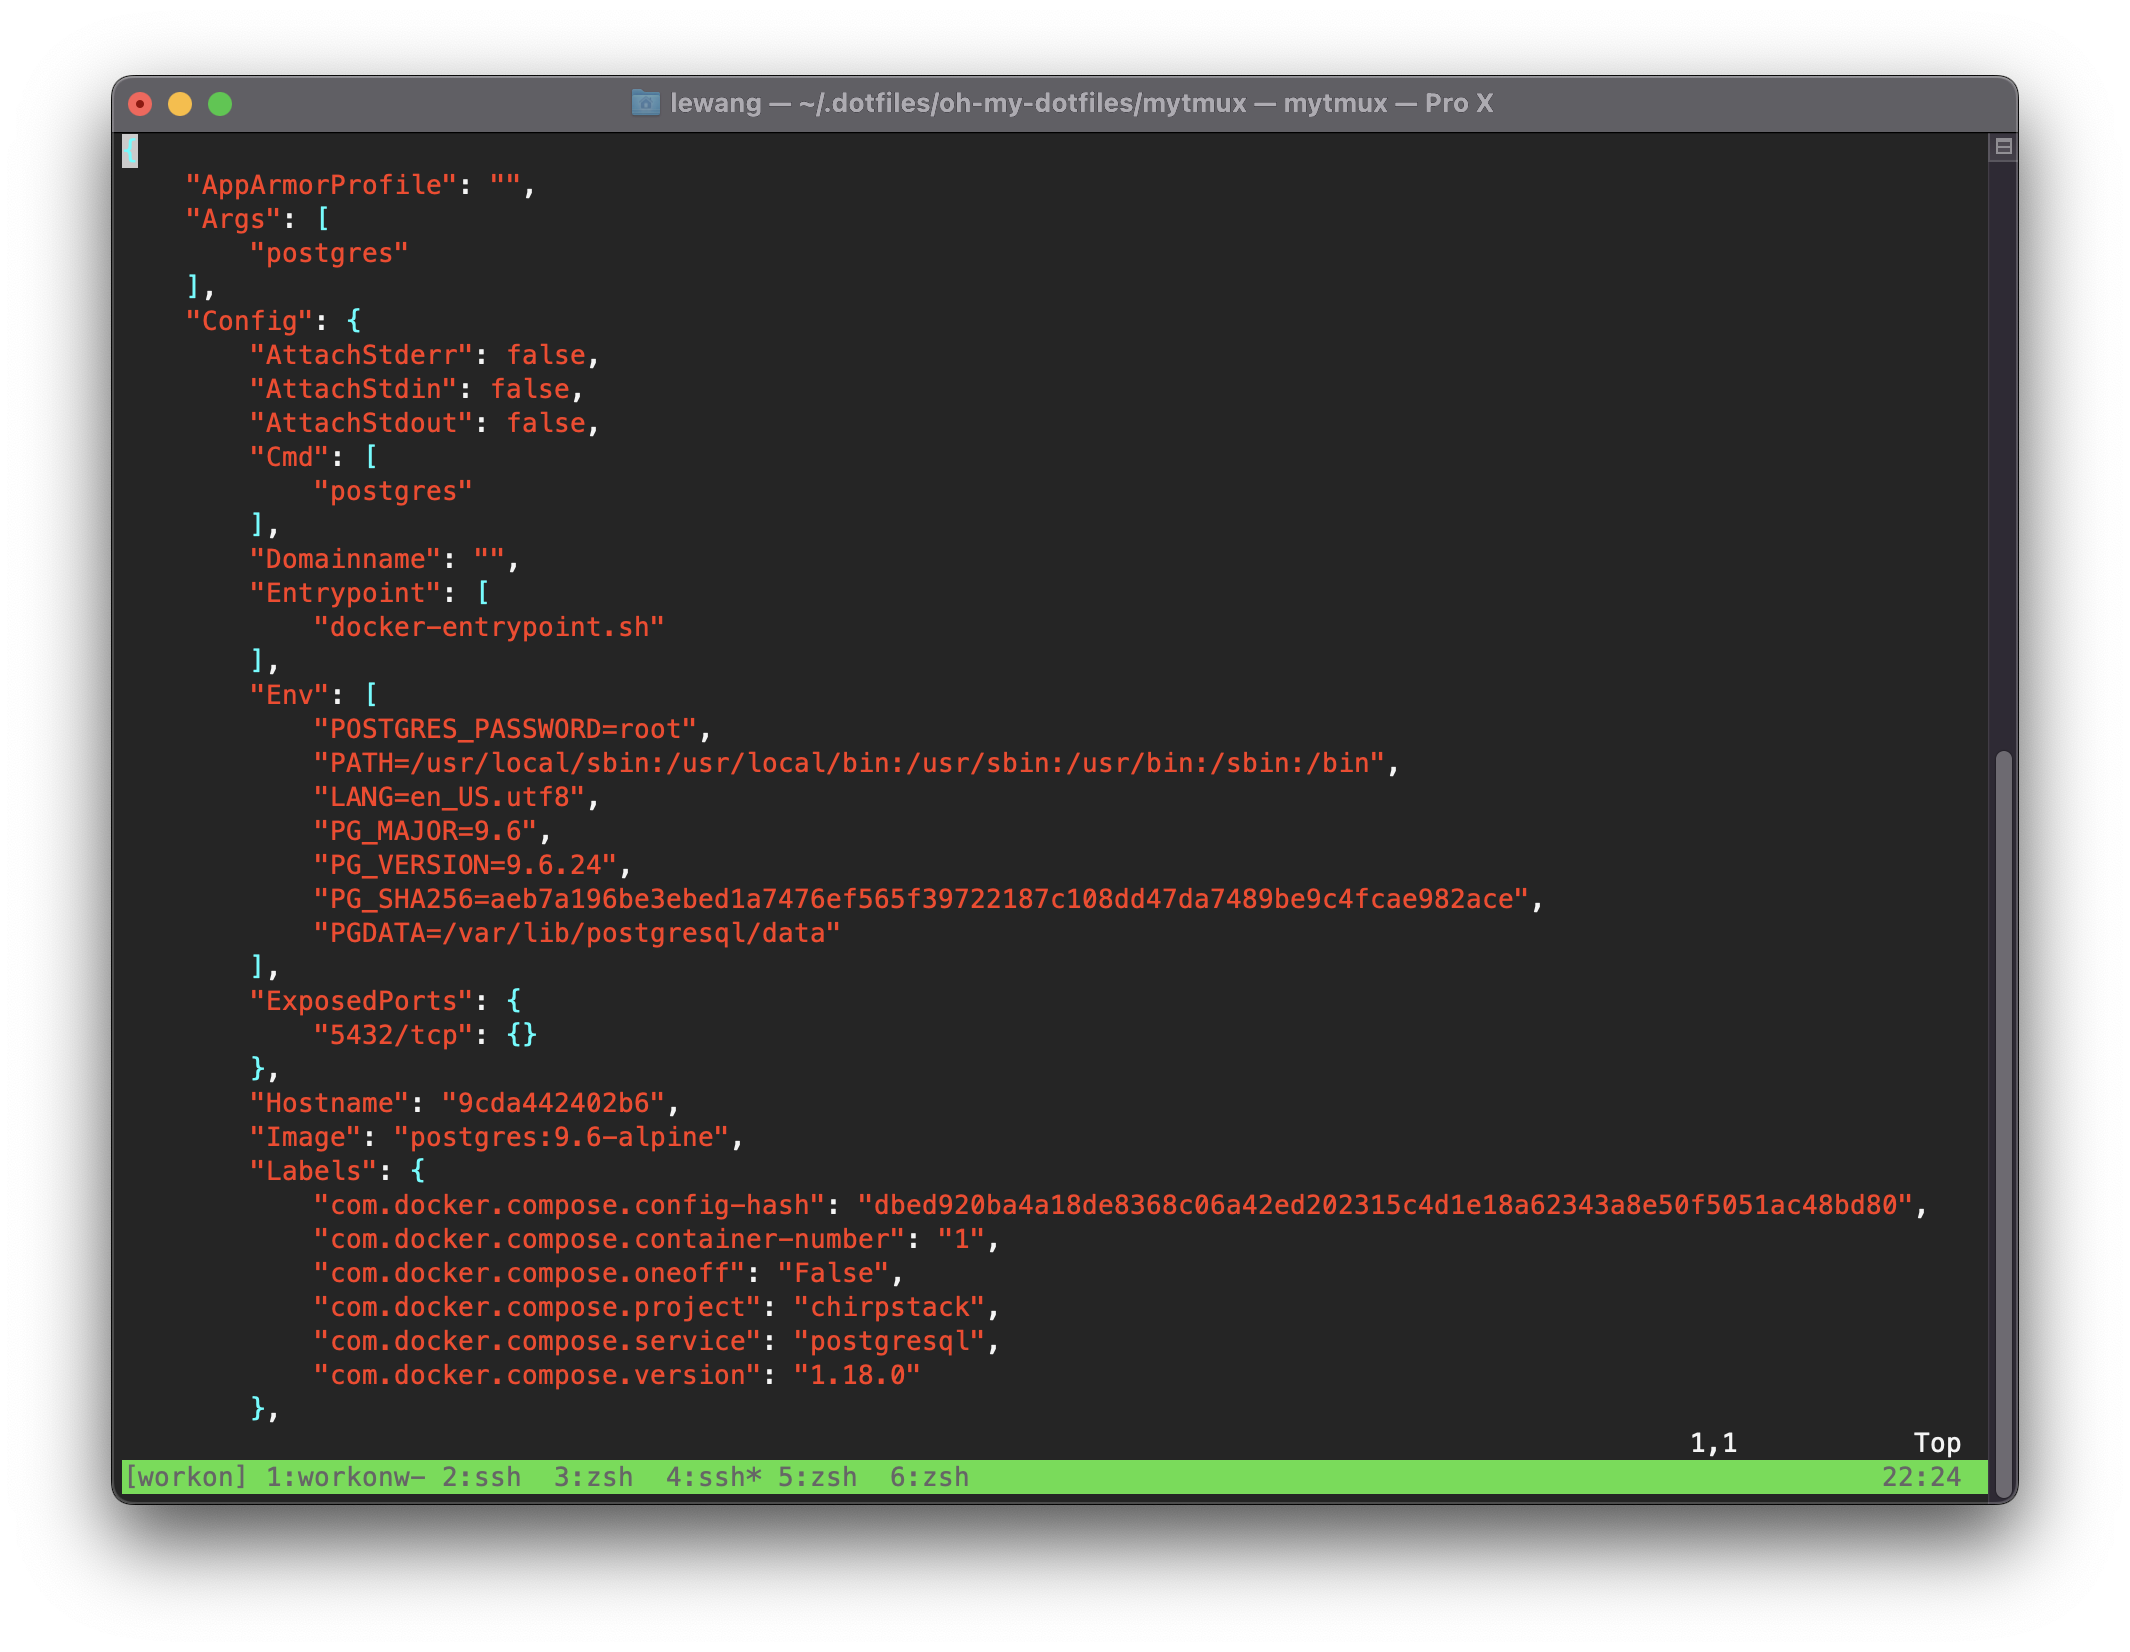 lewang — ~/.dotfiles/oh-my-dotfiles/mytmux — mytmux — Pro X
{
    "AppArmorProfile": "",
    "Args": [
        "postgres"
    ],
    "Config": {
        "AttachStderr": false,
        "AttachStdin": false,
        "AttachStdout": false,
        "Cmd": [
            "postgres"
        ],
        "Domainname": "",
        "Entrypoint": [
            "docker-entrypoint.sh"
        ],
        "Env": [
            "POSTGRES_PASSWORD=root",
            "PATH=/usr/local/sbin:/usr/local/bin:/usr/sbin:/usr/bin:/sbin:/bin",
            "LANG=en_US.utf8",
            "PG_MAJOR=9.6",
            "PG_VERSION=9.6.24",
            "PG_SHA256=aeb7a196be3ebed1a7476ef565f39722187c108dd47da7489be9c4fcae982ace",
            "PGDATA=/var/lib/postgresql/data"
        ],
        "ExposedPorts": {
            "5432/tcp": {}
        },
        "Hostname": "9cda442402b6",
        "Image": "postgres:9.6-alpine",
        "Labels": {
            "com.docker.compose.config-hash": "dbed920ba4a18de8368c06a42ed202315c4d1e18a62343a8e50f5051ac48bd80",
            "com.docker.compose.container-number": "1",
            "com.docker.compose.oneoff": "False",
            "com.docker.compose.project": "chirpstack",
            "com.docker.compose.service": "postgresql",
            "com.docker.compose.version": "1.18.0"
        },
1,1 Top
[workon] 1:workonw- 2:ssh  3:zsh  4:ssh* 5:zsh  6:zsh 22:24